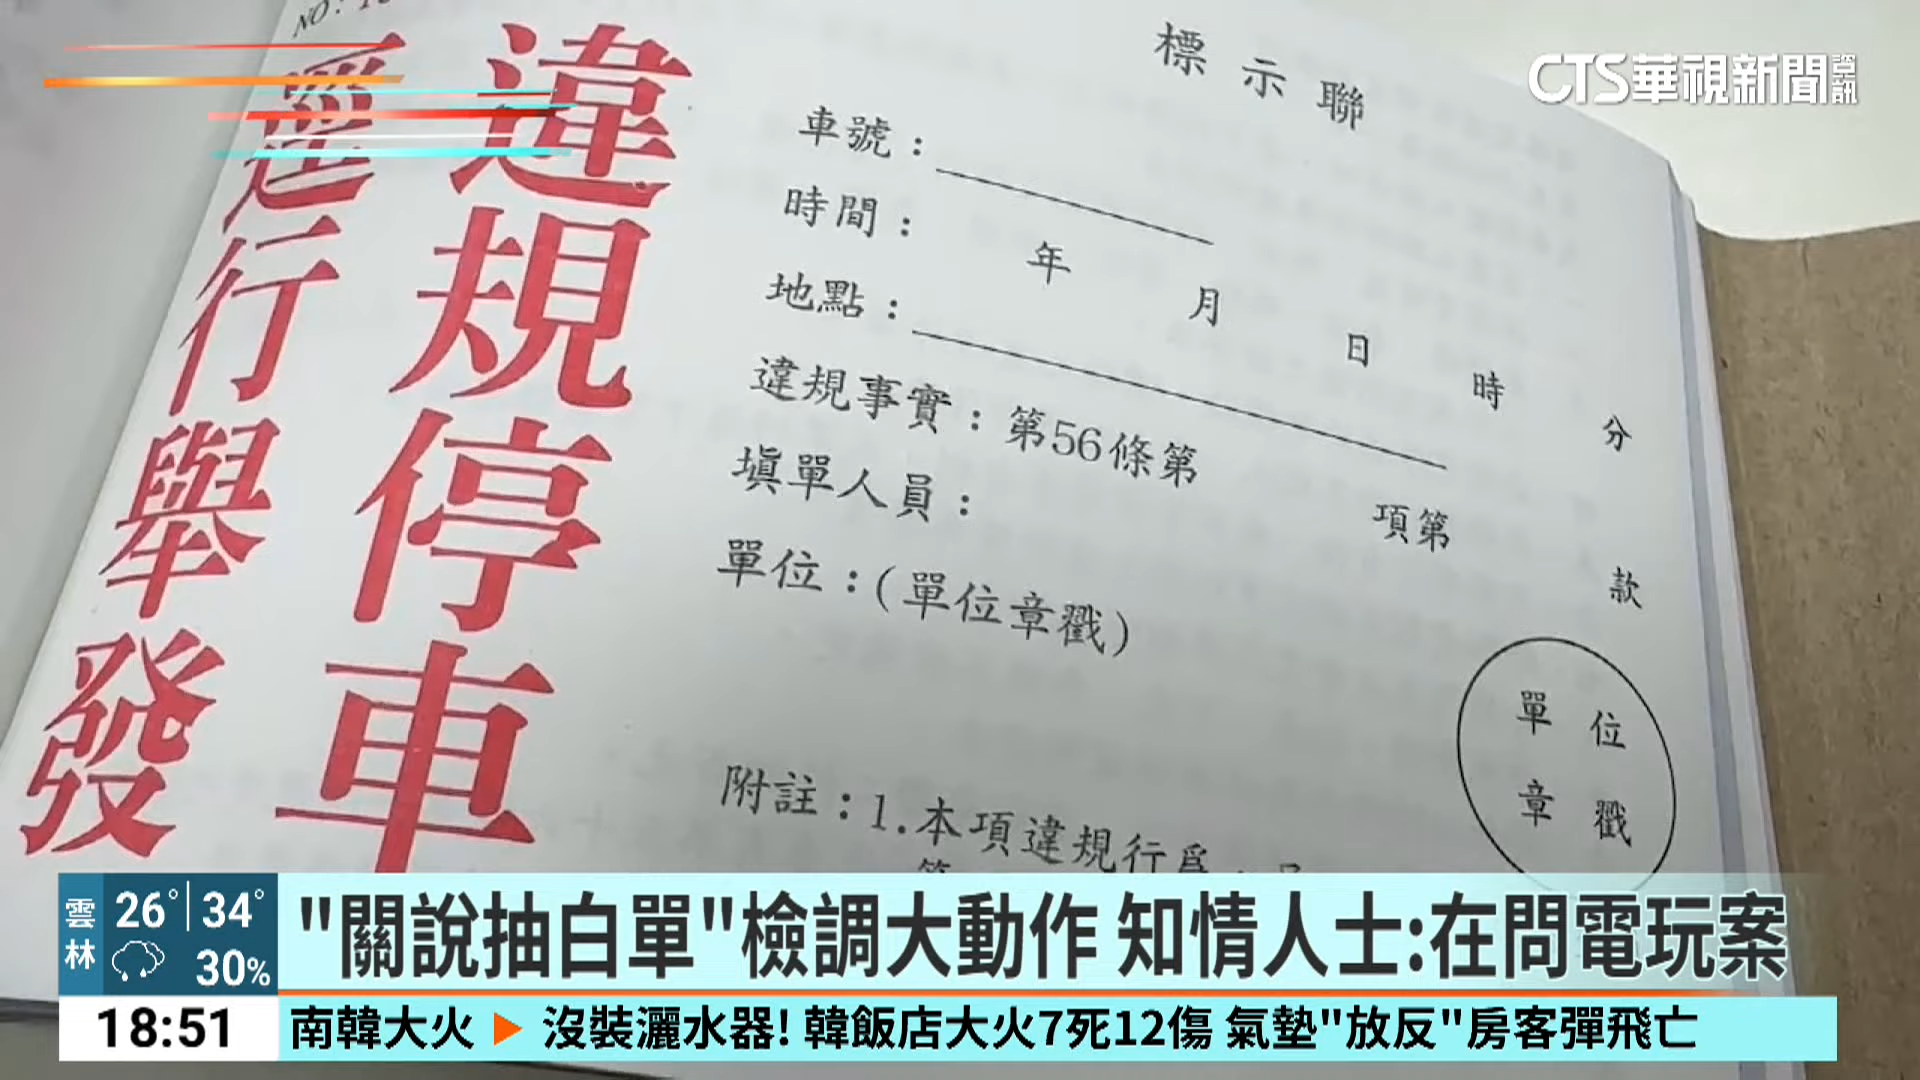 CTS華視新聞資訊
標示聯
違規停車
逕行舉發
車號：
時間： 年 月 日 時 分
地點：
違規事實：第56條第 項第 款
填單人員：
單位：(單位章戳)
單位
章戳
附註：1.本項違規行為
雲林
26° 34°
30%
"關說抽白單"檢調大動作 知情人士:在問電玩案
18:51
南韓大火 ▶ 沒裝灑水器! 韓飯店大火7死12傷 氣墊"放反"房客彈飛亡